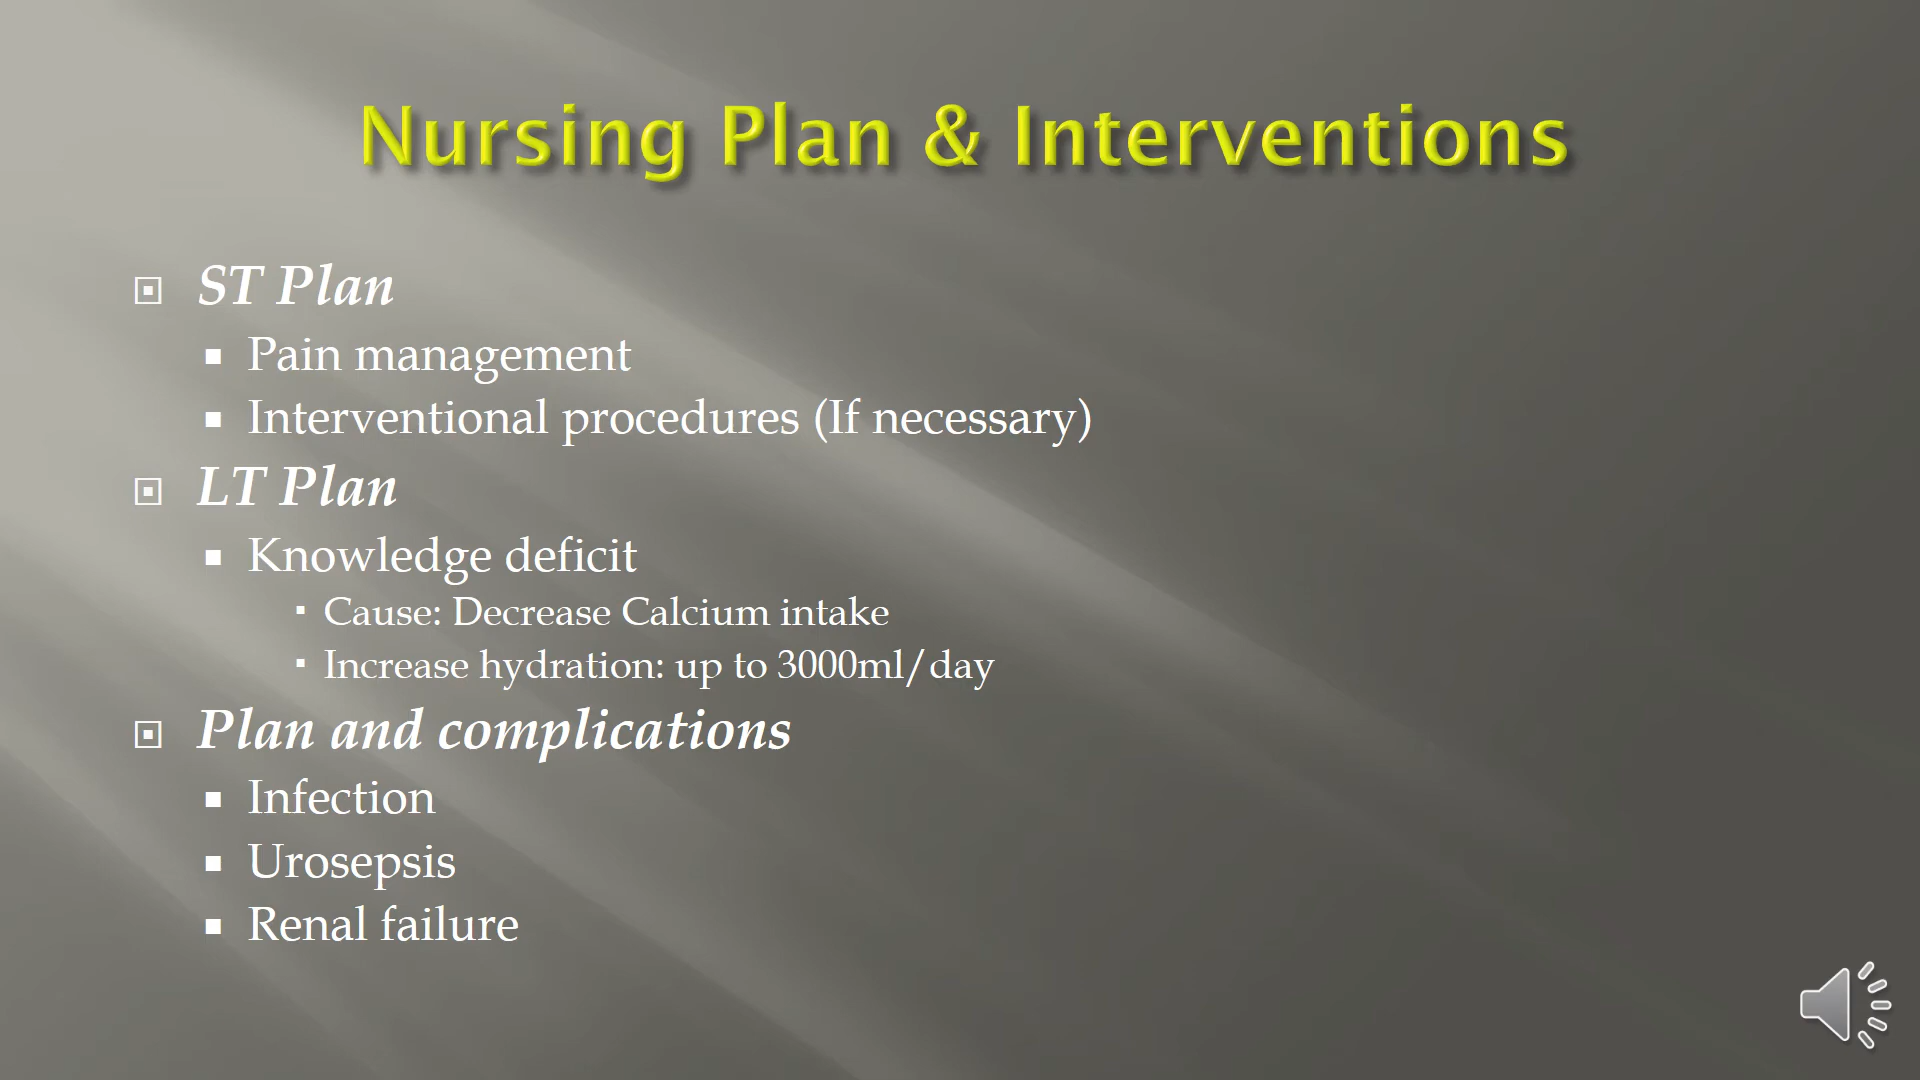 Nursing Plan & Interventions
ST Plan
Pain management
Interventional procedures (If necessary)
LT Plan
Knowledge deficit
Cause: Decrease Calcium intake
Increase hydration: up to 3000ml/day
Plan and complications
Infection
Urosepsis
Renal failure